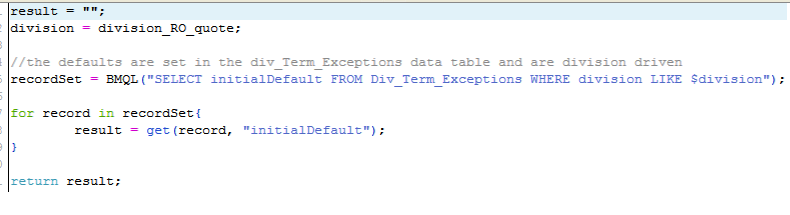 result = "";
division = division_RO_quote;
//the defaults are set in the div_Term_Exceptions data table and are division driven
recordSet = BMQL("SELECT initialDefault FROM Div_Term_Exceptions WHERE division LIKE $division");
for record in recordSet{
        result = get(record, "initialDefault");
}
return result;